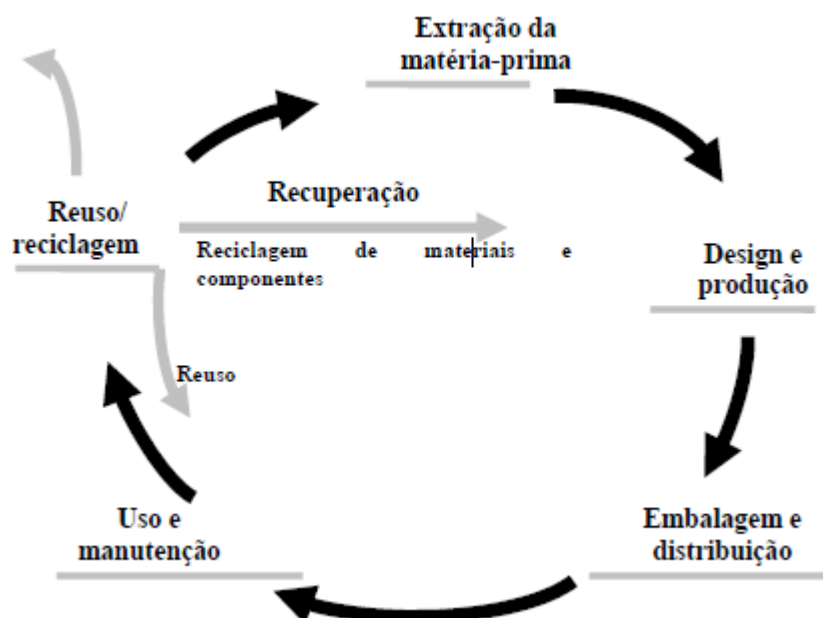 Extração da
matéria-prima
Recuperação
Reuso/
reciclagem
Reciclagem de materiais e
componentes
Design e
produção
Reuso
Uso e
manutenção
Embalagem e
distribuição